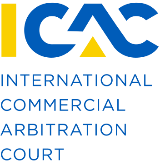 ICAC
INTERNATIONAL
COMMERCIAL
ARBITRATION
COURT